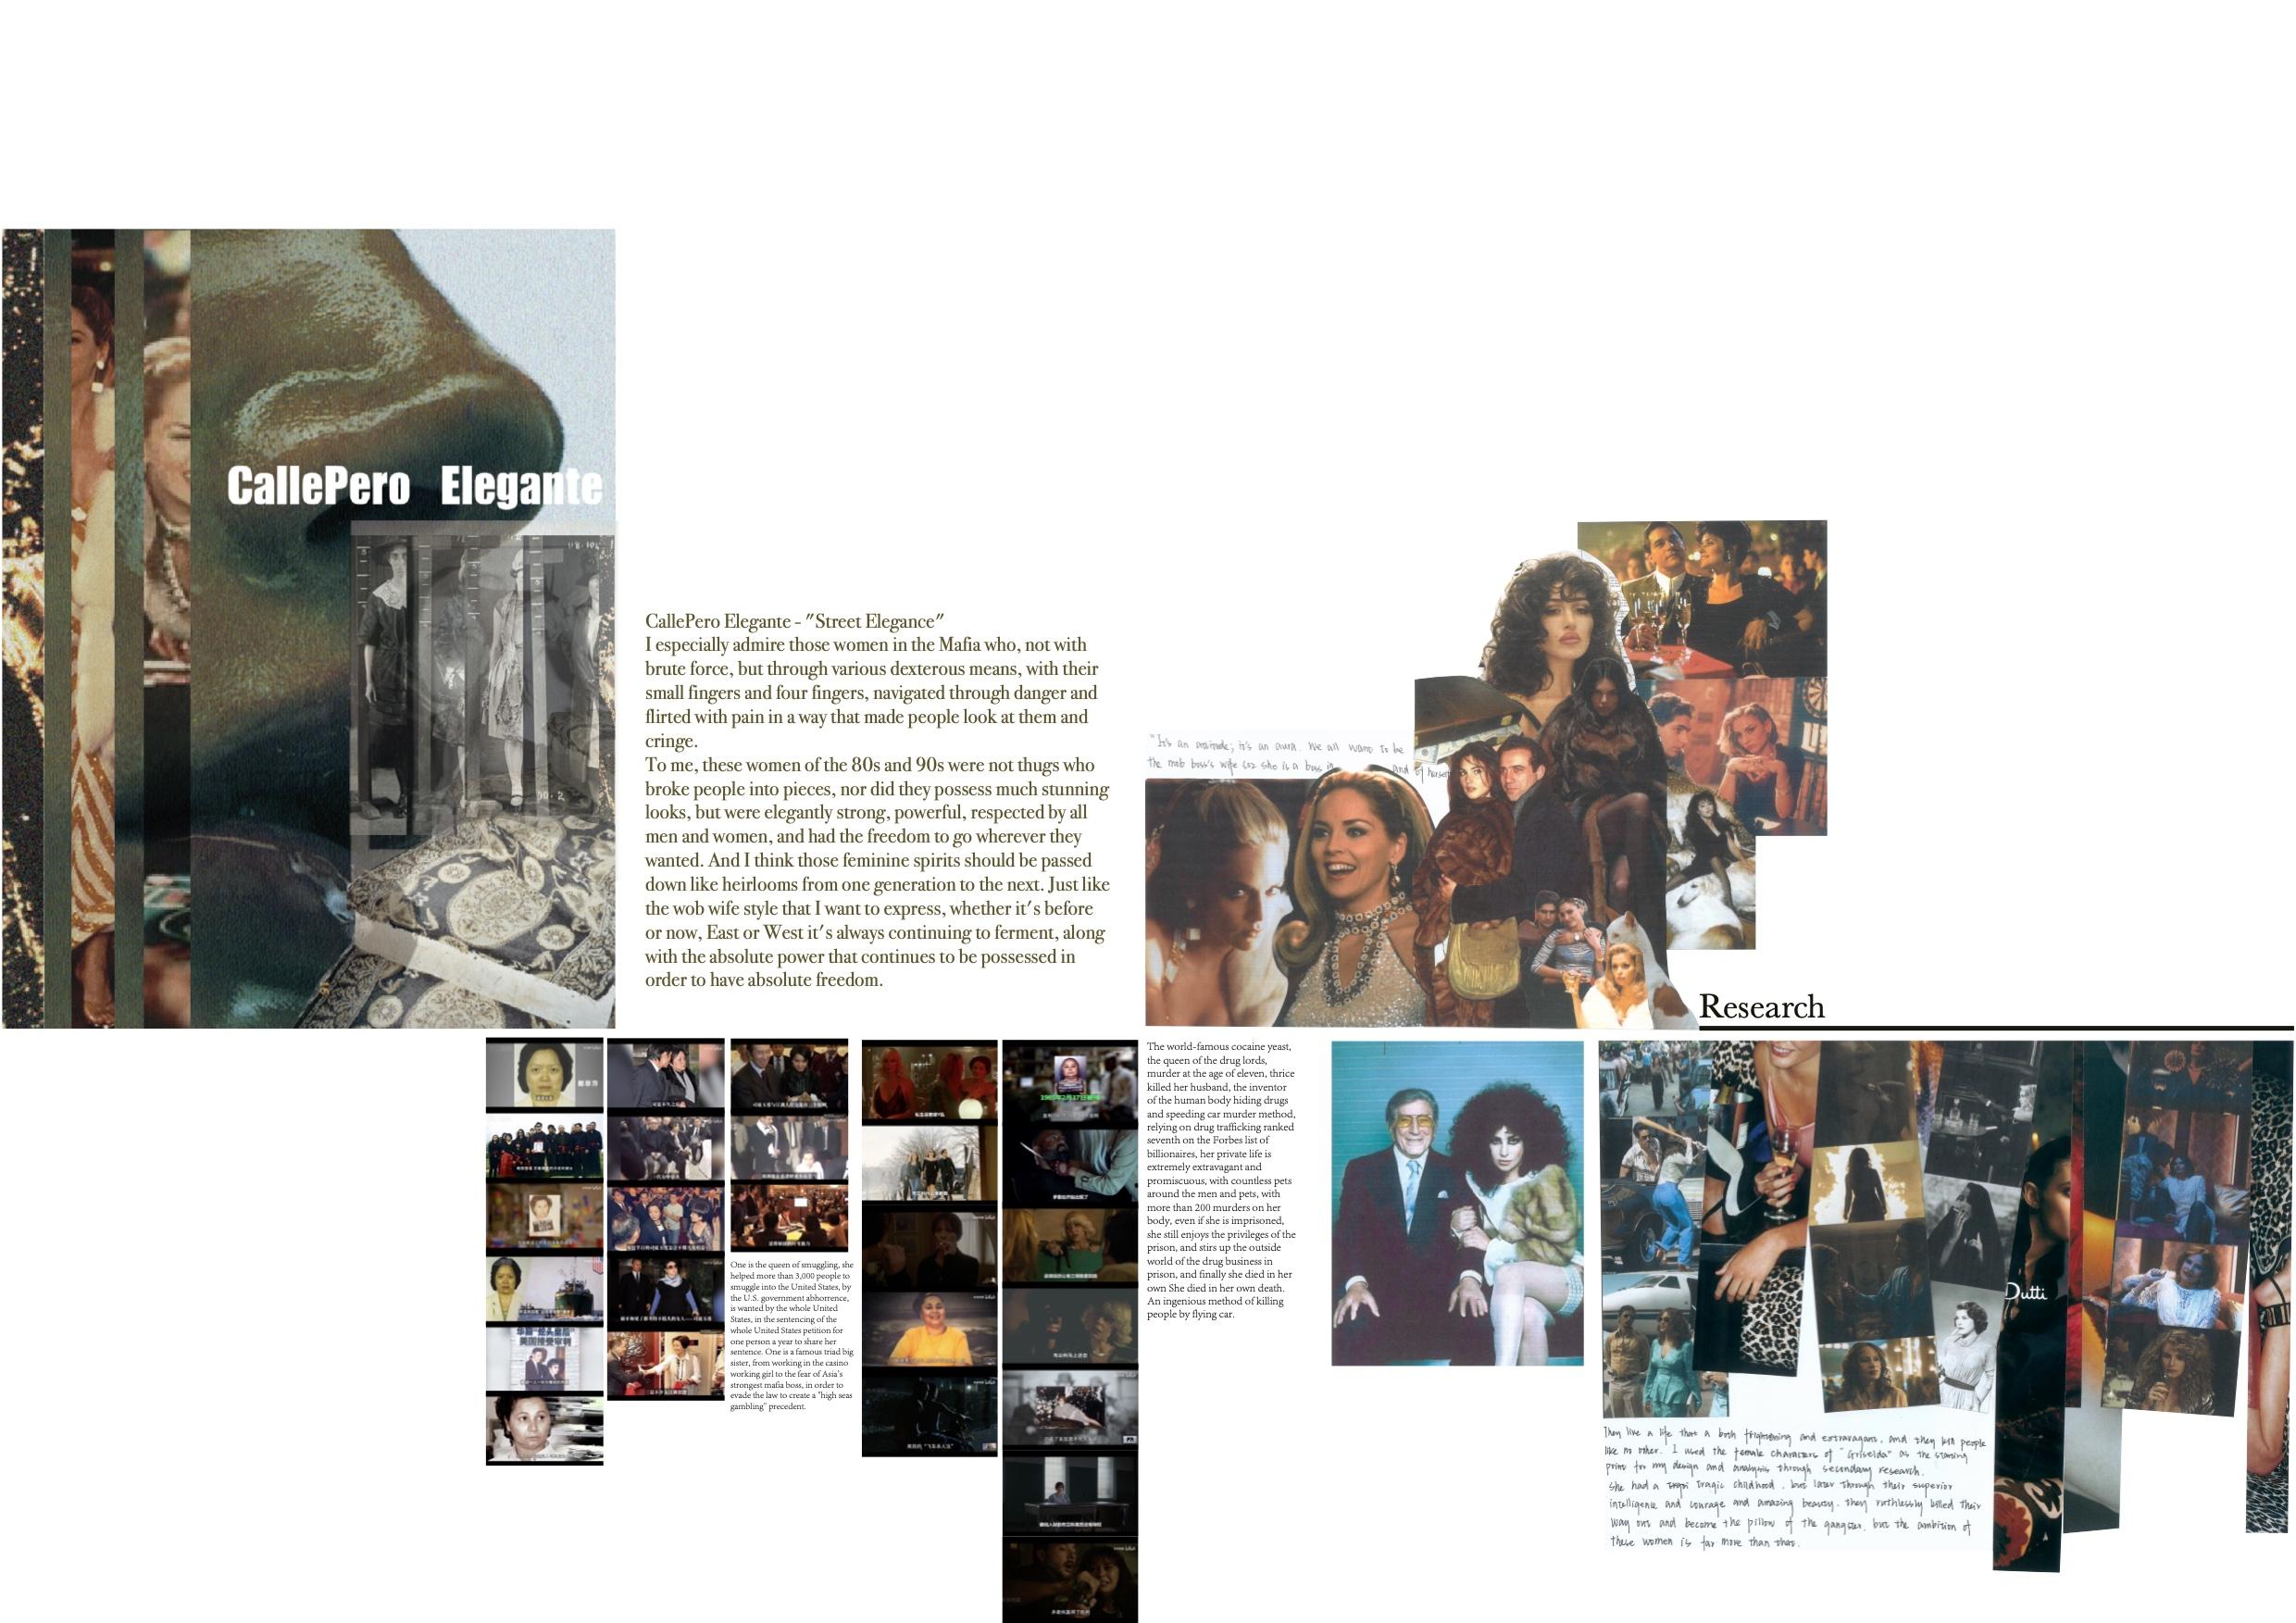 CallePero Elegante
CallePero Elegante - "Street Elegance"
I especially admire those women in the Mafia who, not with
brute force, but through various dexterous means, with their
small fingers and four fingers, navigated through danger and
flirted with pain in a way that made people look at them and
cringe.
To me, these women of the 80s and 90s were not thugs who
broke people into pieces, nor did they possess much stunning
looks, but were elegantly strong, powerful, respected by all
men and women, and had the freedom to go wherever they
wanted. And I think those feminine spirits should be passed
down like heirlooms from one generation to the next. Just like
the wob wife style that I want to express, whether it's before
or now, East or West it's always continuing to ferment, along
with the absolute power that continues to be possessed in
order to have absolute freedom.
"It's an attitude; it's an aura. We all want to be
the mob boss's wife coz she is a boss in and by herself
Research
One is the queen of smuggling, she
helped more than 3,000 people to
smuggle into the United States, by
the U.S. government abhorrence,
is wanted by the whole United
States, in the sentencing of the
whole United States petition for
one person a year to share her
sentence. One is a famous triad big
sister, from working in the casino
working girl to the fear of Asia's
strongest mafia boss, in order to
evade the law to create a "high seas
gambling" precedent.
The world-famous cocaine yeast,
the queen of the drug lords,
murder at the age of eleven, thrice
killed her husband, the inventor
of the human body hiding drugs
and speeding car murder method,
relying on drug trafficking ranked
seventh on the Forbes list of
billionaires, her private life is
extremely extravagant and
promiscuous, with countless pets
around the men and pets, with
more than 200 murders on her
body, even if she is imprisoned,
she still enjoys the privileges of the
prison, and stirs up the outside
world of the drug business in
prison, and finally she died in her
own She died in her own death.
An ingenious method of killing
people by flying car.
Dutti
They live a life that a both frightening and extravagant, and they kill people
like no other. I used the female characters of "Griselda" as the starting
point for my design and analysis through secondary research.
She had a tragic childhood, but later through their superior
intelligence and courage and amazing beauty, they ruthlessly killed their
way out and become the pillow of the gangster, but the ambition of
these women is far more than that.